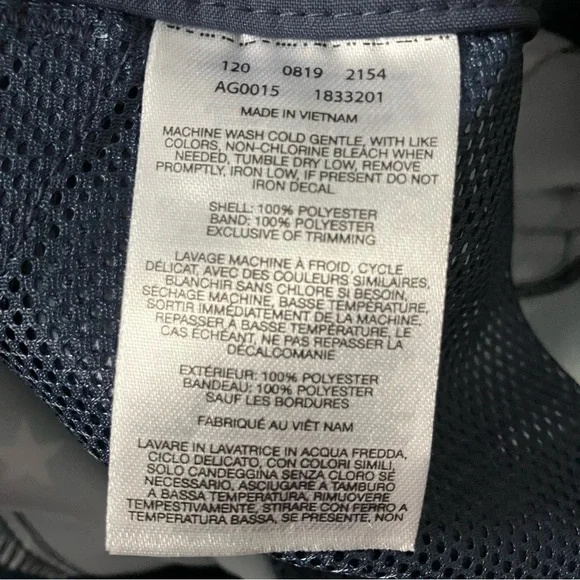 120 0819 2154
AG0015 1833201
MADE IN VIETNAM
MACHINE WASH COLD GENTLE, WITH LIKE
COLORS, NON-CHLORINE BLEACH WHEN
NEEDED, TUMBLE DRY LOW, REMOVE
PROMPTLY, IRON LOW, IF PRESENT DO NOT
IRON DECAL
SHELL: 100% POLYESTER
BAND: 100% POLYESTER
EXCLUSIVE OF TRIMMING
LAVAGE MACHINE À FROID, CYCLE
DÉLICAT, AVEC DES COULEURS SIMILAIRES,
BLANCHIR SANS CHLORE SI BESOIN,
SÉCHAGE MACHINE, BASSE TEMPÉRATURE,
SORTIR IMMÉDIATEMENT DE LA MACHINE,
REPASSER À BASSE TEMPÉRATURE, LE
CAS ÉCHÉANT, NE PAS REPASSER LA
DÉCALCOMANIE
EXTÉRIEUR: 100% POLYESTER
BANDEAU: 100% POLYESTER
SAUF LES BORDURES
FABRIQUÉ AU VIÊT NAM
LAVARE IN LAVATRICE IN ACQUA FREDDA,
CICLO DELICATO, CON COLORI SIMILI,
SOLO CANDEGGINA SENZA CLORO SE
NECESSARIO, ASCIUGARE A TAMBURO
A BASSA TEMPERATURA, RIMUOVERE
TEMPESTIVAMENTE, STIRARE CON FERRO A
TEMPERATURA BASSA, SE PRESENTE, NON